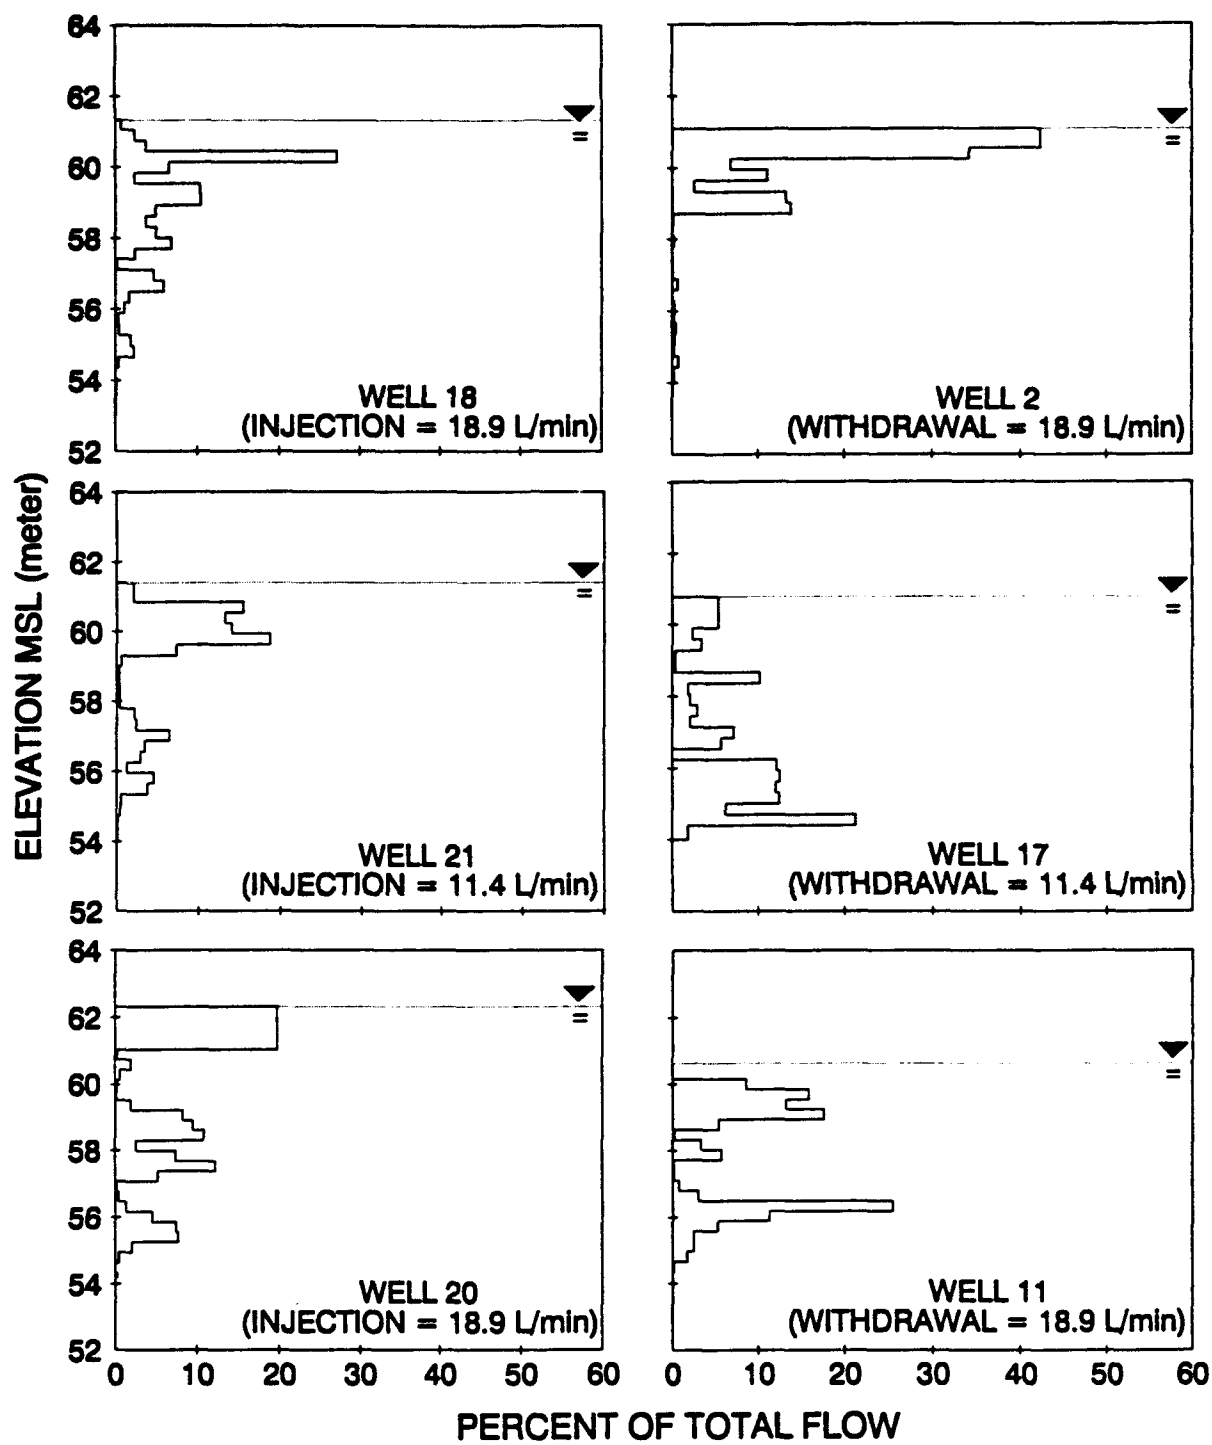 64
62
60
58
56
54
52
WELL 18
(INJECTION = 18.9 L/min)
WELL 2
(WITHDRAWAL = 18.9 L/min)
ELEVATION MSL (meter)
64
62
60
58
56
54
52
WELL 21
(INJECTION = 11.4 L/min)
WELL 17
(WITHDRAWAL = 11.4 L/min)
64
62
60
58
56
54
52
WELL 20
(INJECTION = 18.9 L/min)
WELL 11
(WITHDRAWAL = 18.9 L/min)
0 10 20 30 40 50 60
0 10 20 30 40 50 60
PERCENT OF TOTAL FLOW